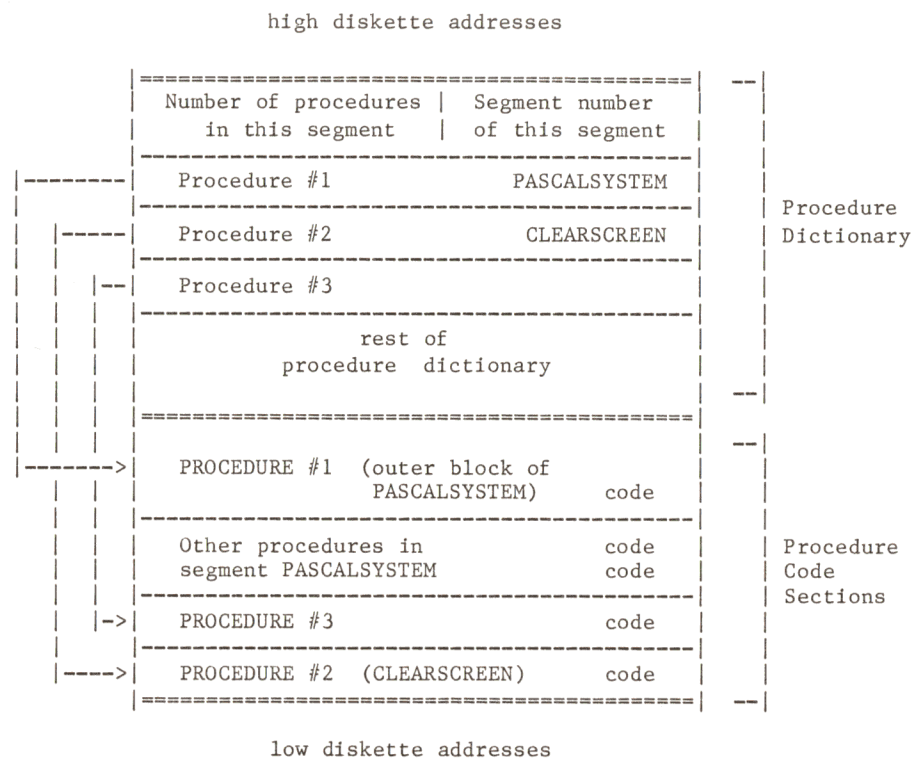 high diskette addresses
Number of procedures | Segment number
in this segment | of this segment
Procedure #1 PASCALSYSTEM
Procedure
Procedure #2 CLEARSCREEN
Dictionary
Procedure #3
rest of
procedure dictionary
PROCEDURE #1 (outer block of
PASCALSYSTEM) code
Other procedures in code
Procedure
segment PASCALSYSTEM code
Code
Sections
PROCEDURE #3 code
PROCEDURE #2 (CLEARSCREEN) code
low diskette addresses